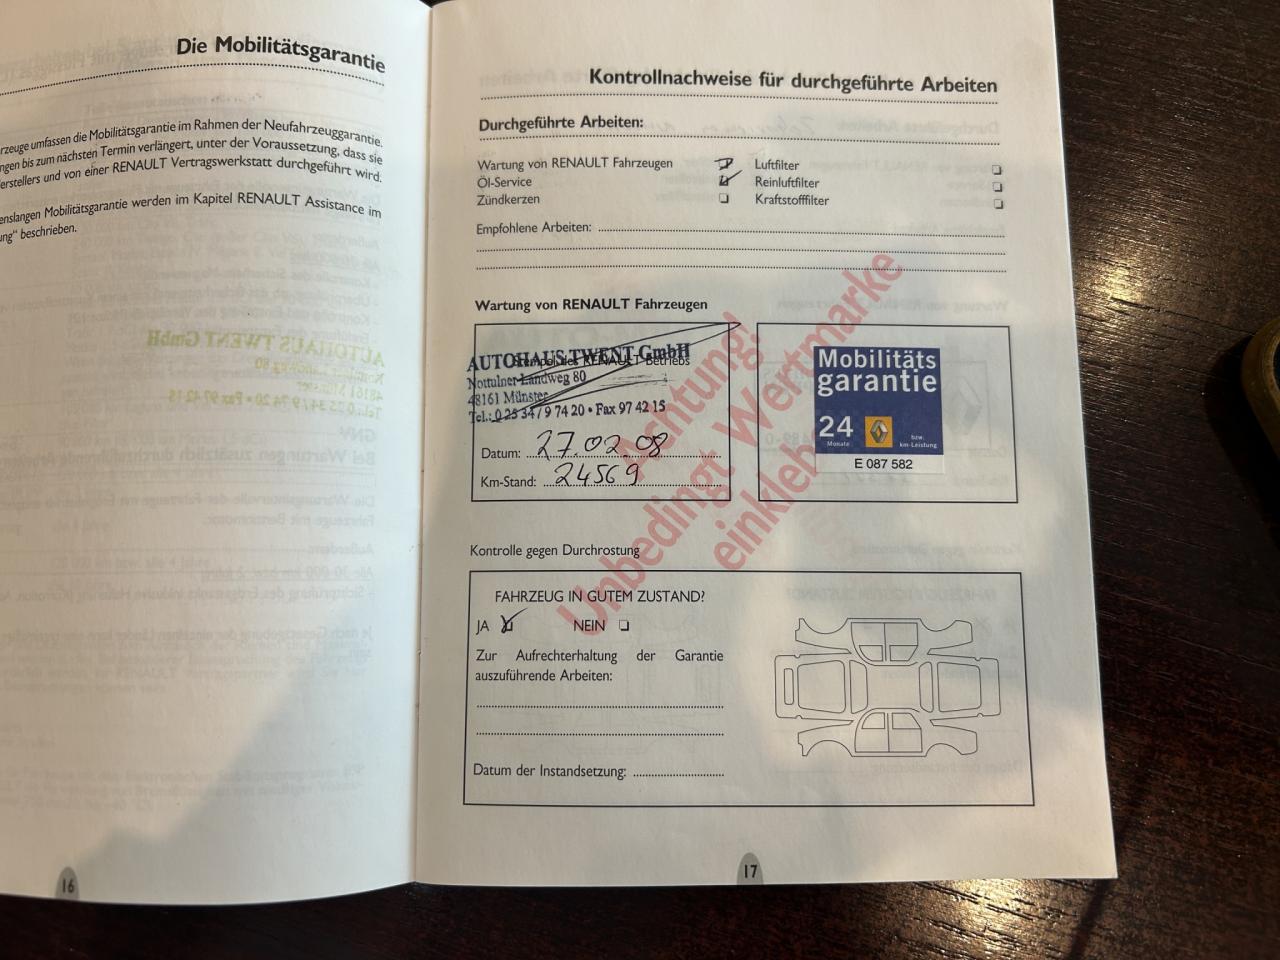 Die Mobilitätsgarantie
rzeuge umfassen die Mobilitätsgarantie im Rahmen der Neufahrzeuggarantie.
ngen bis zum nächsten Termin verlängert, unter der Voraussetzung, dass sie
erstellers und von einer RENAULT Vertragswerkstatt durchgeführt wird.
enslangen Mobilitätsgarantie werden im Kapitel RENAULT Assistance im
ung" beschrieben.
16
Kontrollnachweise für durchgeführte Arbeiten
Durchgeführte Arbeiten:
Wartung von RENAULT Fahrzeugen Luftfilter
Öl-Service Reinluftfilter
Zündkerzen Kraftstofffilter
Empfohlene Arbeiten:
Wartung von RENAULT Fahrzeugen
AUTOHAUS TWENT GmbH
Stempel des RENAULT Betriebs
Nottulner Landweg 80
48161 Münster
Tel.: 0 25 34 / 9 74 20 • Fax 97 42 15
Datum: 27.02.08
Km-Stand: 24569
Achtung!
Unbedingt Wertmarke
einkleben
Mobilitäts
garantie
24
Monate
bzw.
km-Leistung
E 087 582
Kontrolle gegen Durchrostung
FAHRZEUG IN GUTEM ZUSTAND?
JA NEIN
Zur Aufrechterhaltung der Garantie
auszuführende Arbeiten:
Datum der Instandsetzung:
17